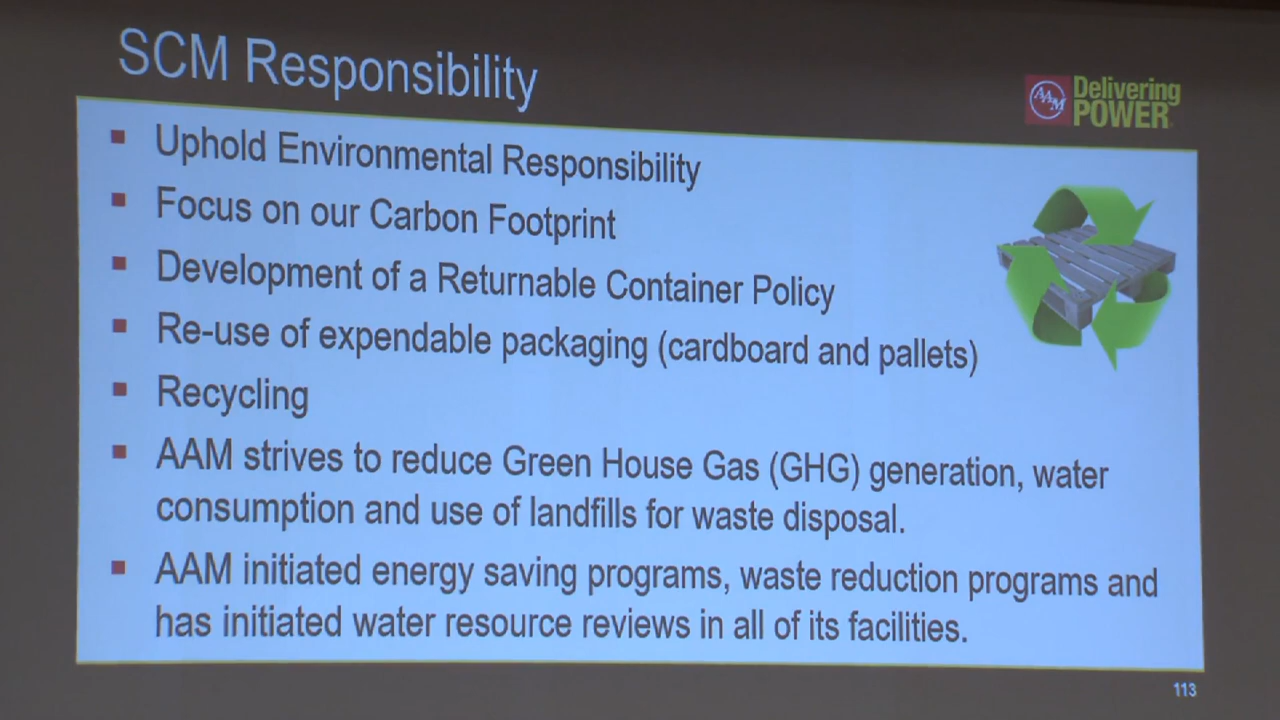 SCM Responsibility
AAM
Delivering
POWER
Uphold Environmental Responsibility
Focus on our Carbon Footprint
Development of a Returnable Container Policy
Re-use of expendable packaging (cardboard and pallets)
Recycling
AAM strives to reduce Green House Gas (GHG) generation, water
consumption and use of landfills for waste disposal.
AAM initiated energy saving programs, waste reduction programs and
has initiated water resource reviews in all of its facilities.
113